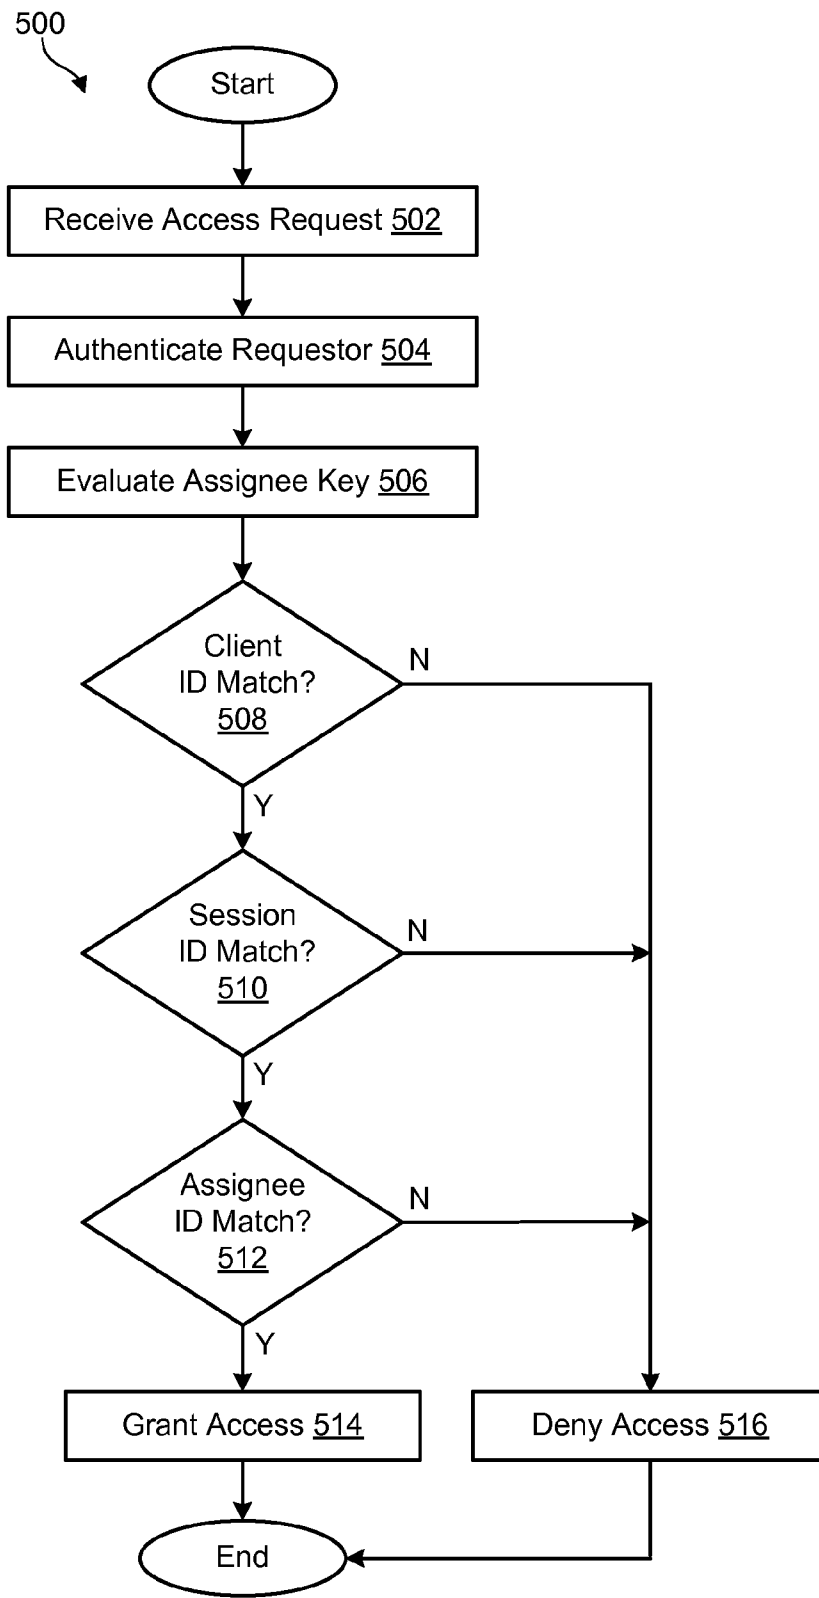 500
Start
Receive Access Request 502
Authenticate Requestor 504
Evaluate Assignee Key 506
Client
ID Match?
508
N
Y
Session
ID Match?
510
N
Y
Assignee
ID Match?
512
N
Y
Grant Access 514
Deny Access 516
End